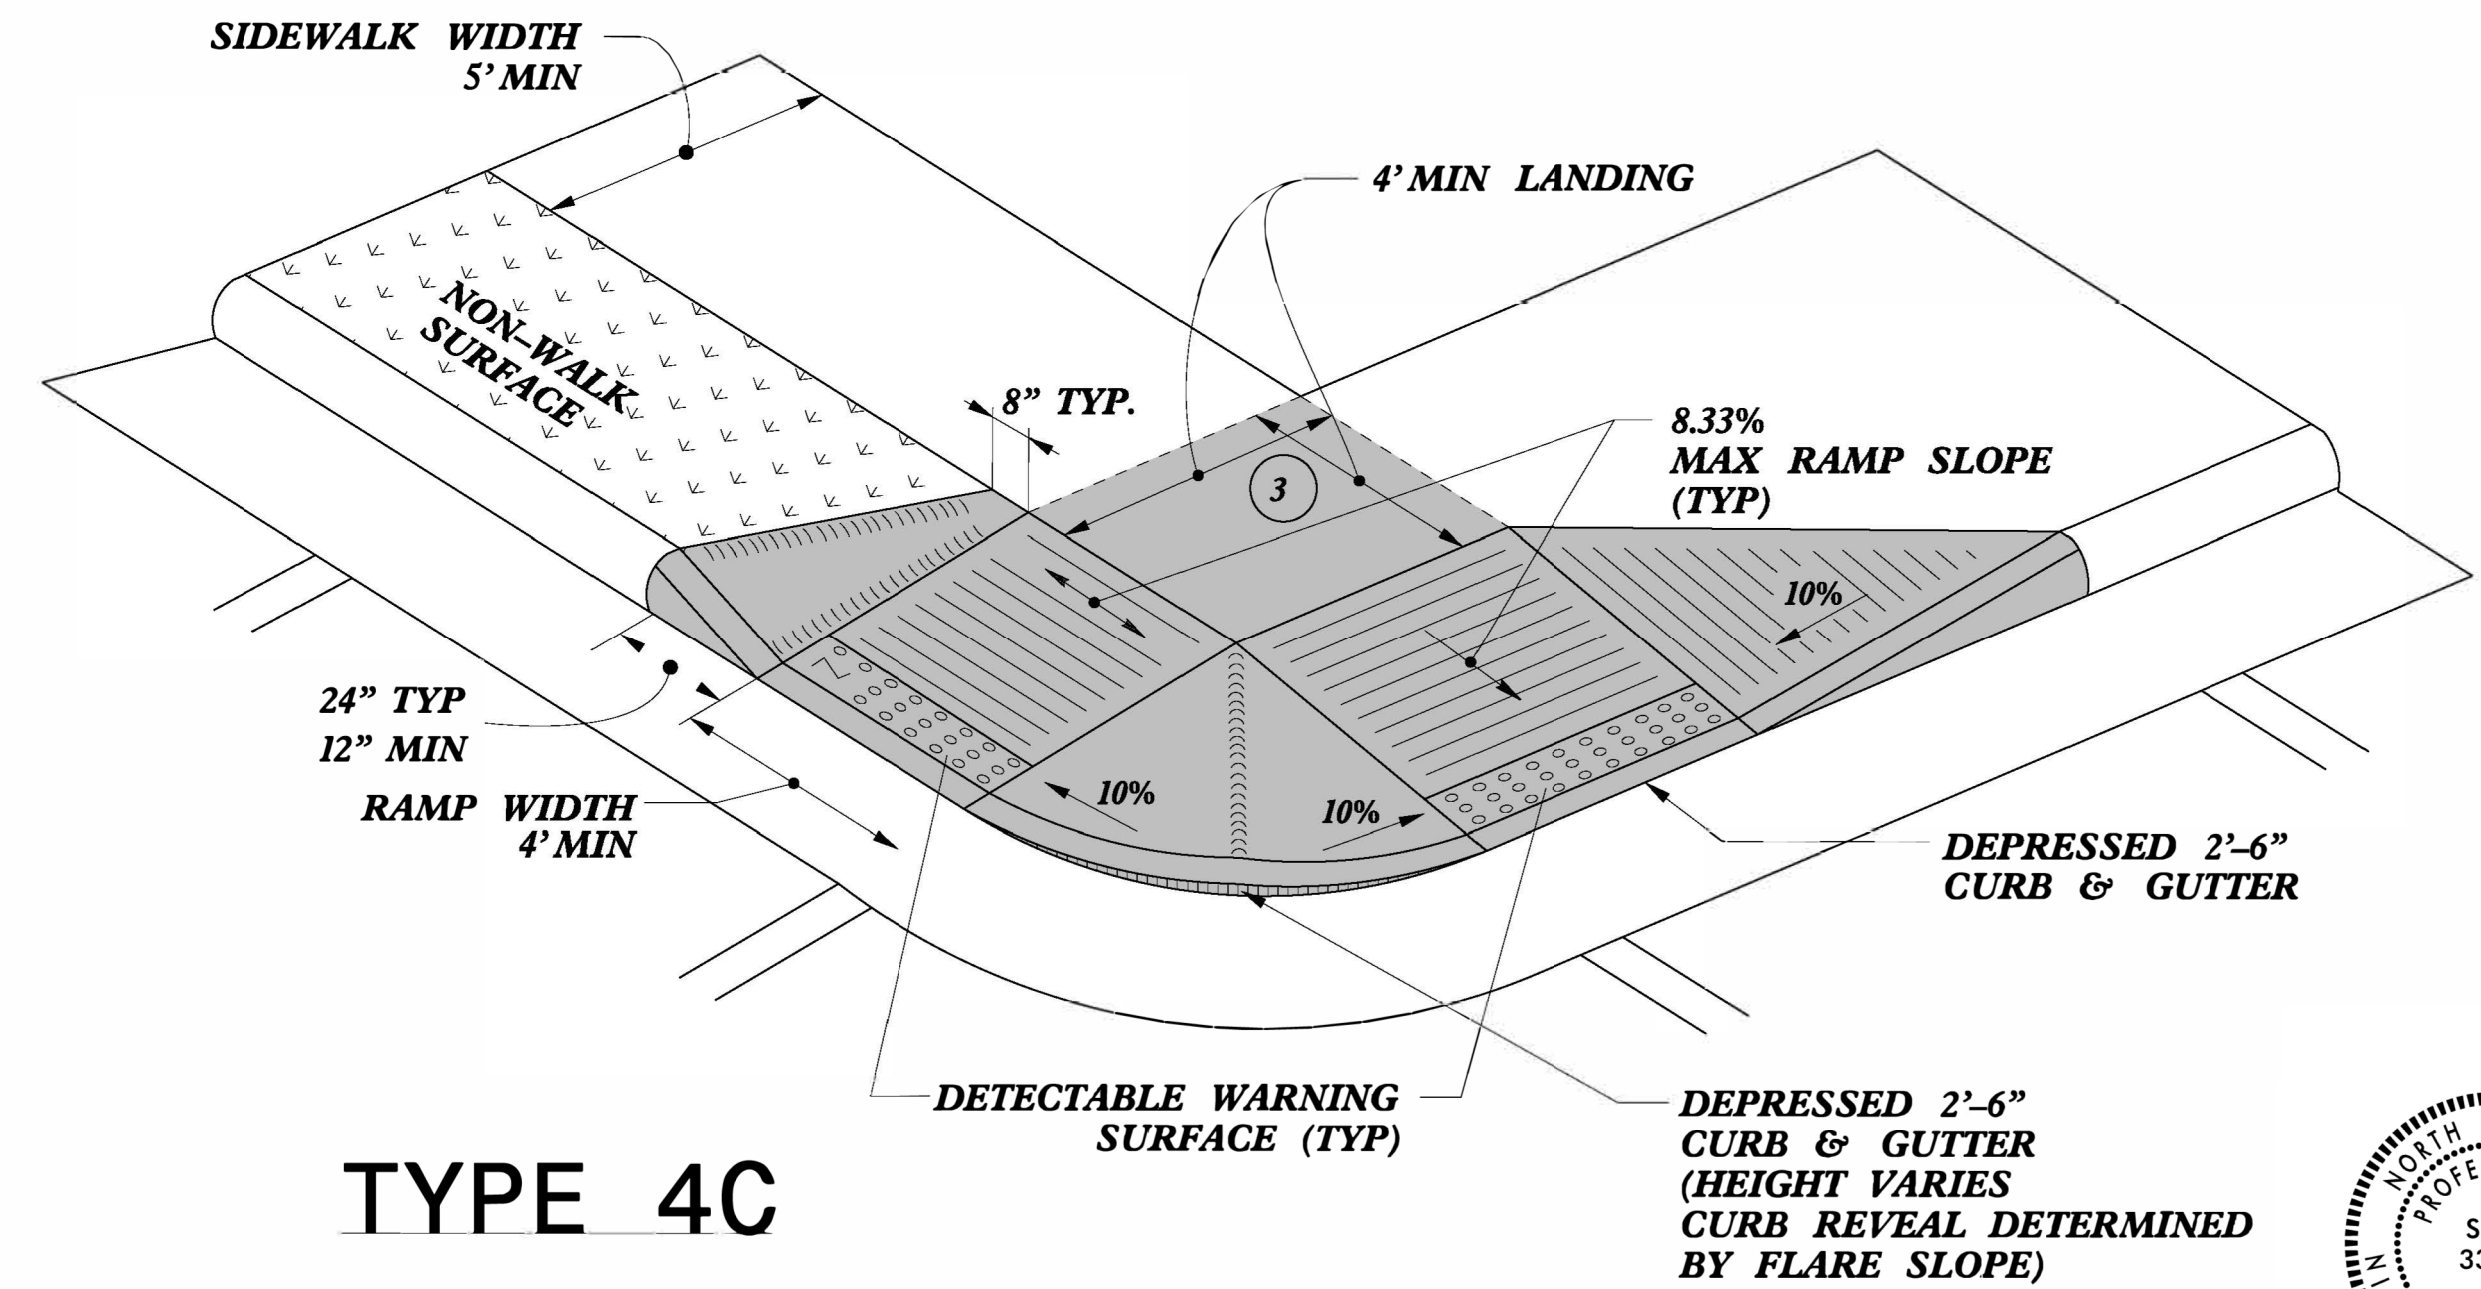 SIDEWALK WIDTH
5' MIN
4' MIN LANDING
NON-WALK
SURFACE
8" TYP.
3
8.33%
MAX RAMP SLOPE
(TYP)
10%
24" TYP
12" MIN
RAMP WIDTH
4' MIN
10%
10%
DEPRESSED 2'-6"
CURB & GUTTER
DETECTABLE WARNING
SURFACE (TYP)
DEPRESSED 2'-6"
CURB & GUTTER
(HEIGHT VARIES
CURB REVEAL DETERMINED
BY FLARE SLOPE)
TYPE 4C
NORTH